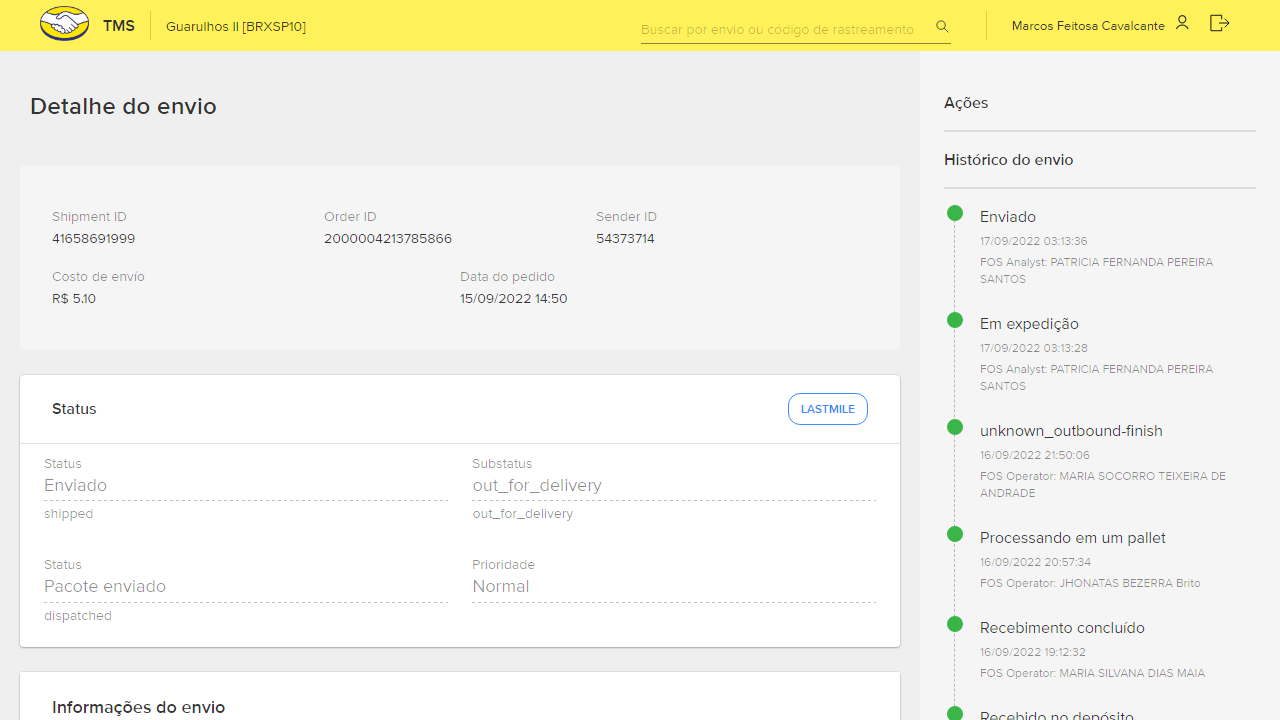 TMS
Guarulhos II [BRXSP10]
Buscar por envio ou código de rastreamento
Marcos Feitosa Cavalcante
Detalhe do envio
Shipment ID
41658691999
Order ID
2000004213785866
Sender ID
54373714
Costo de envío
R$ 5.10
Data do pedido
15/09/2022 14:50
Status
LASTMILE
Status
Enviado
shipped
Substatus
out_for_delivery
out_for_delivery
Status
Pacote enviado
dispatched
Prioridade
Normal
Informações do envio
Ações
Histórico do envio
Enviado
17/09/2022 03:13:36
FOS Analyst: PATRICIA FERNANDA PEREIRA
SANTOS
Em expedição
17/09/2022 03:13:28
FOS Analyst: PATRICIA FERNANDA PEREIRA
SANTOS
unknown_outbound-finish
16/09/2022 21:50:06
FOS Operator: MARIA SOCORRO TEIXEIRA DE
ANDRADE
Processando em um pallet
16/09/2022 20:57:34
FOS Operator: JHONATAS BEZERRA Brito
Recebimento concluído
16/09/2022 19:12:32
FOS Operator: MARIA SILVANA DIAS MAIA
Recebido no depósito